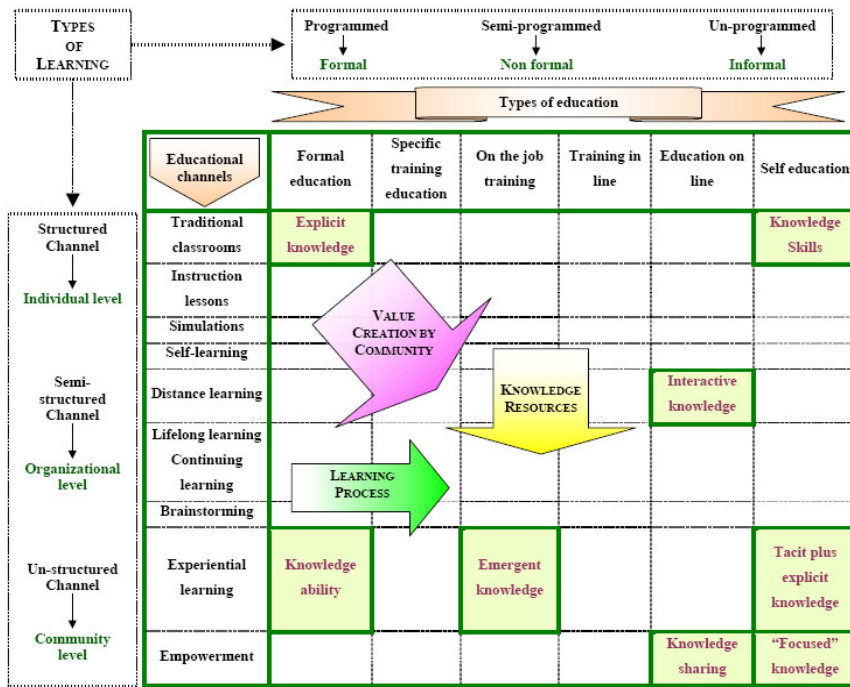 TYPES
OF
LEARNING
Programmed
Semi-programmed
Un-programmed
Formal
Non formal
Informal
Types of education
Educational
channels
Formal
education
Specific
training
education
On the job
training
Training in
line
Education on
line
Self education
Structured
Channel
Individual level
Semi-
structured
Channel
Organizational
level
Un-structured
Channel
Community
level
Traditional
classrooms
Explicit
knowledge
Knowledge
Skills
Instruction
lessons
Simulations
Self-learning
Distance learning
Interactive
knowledge
Lifelong learning
Continuing
learning
Brainstorming
VALUE
CREATION BY
COMMUNITY
KNOWLEDGE
RESOURCES
LEARNING
PROCESS
Experiential
learning
Knowledge
ability
Emergent
knowledge
Tacit plus
explicit
knowledge
Empowerment
Knowledge
sharing
“Focused”
knowledge